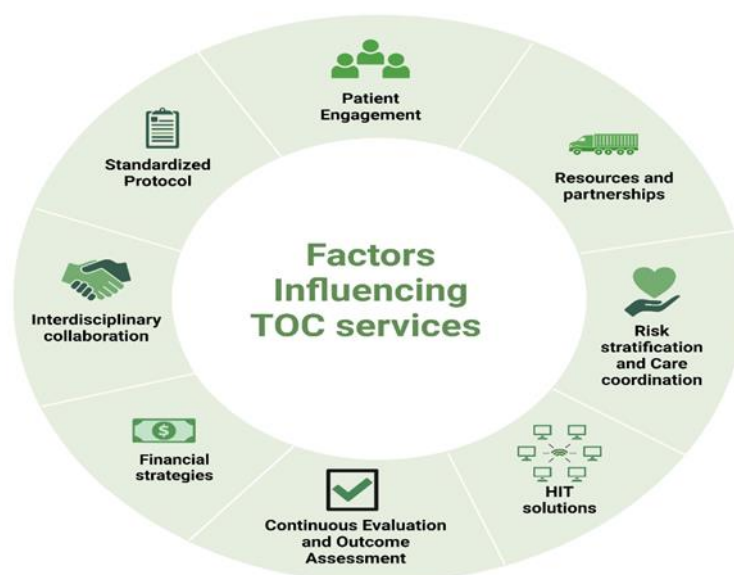 Patient
Engagement
Resources and
partnerships
Risk
stratification
and Care
coordination
HIT
solutions
Continuous Evaluation
and Outcome
Assessment
Financial
strategies
Interdisciplinary
collaboration
Standardized
Protocol
Factors
Influencing
TOC services
$